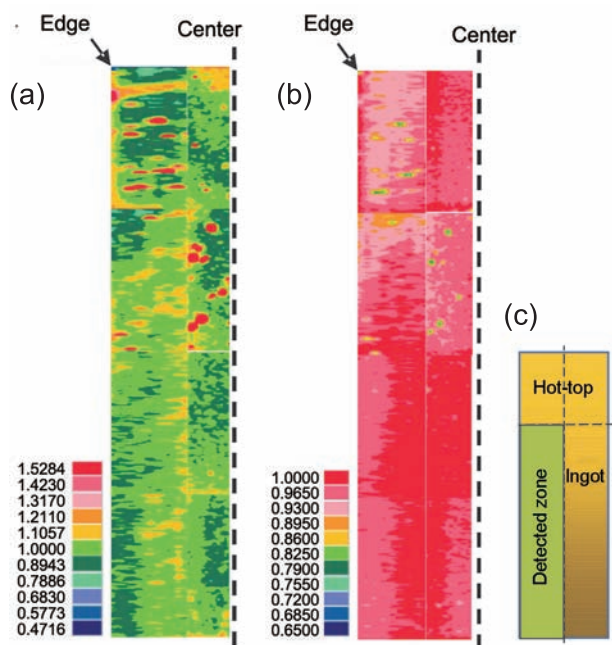 Edge
Center
(a)
1.5284
1.4230
1.3170
1.2110
1.1057
1.0000
0.8943
0.7886
0.6830
0.5773
0.4716
Edge
Center
(b)
1.0000
0.9650
0.9300
0.8950
0.8600
0.8250
0.7900
0.7550
0.7200
0.6850
0.6500
(c)
Hot-top
Ingot
Detected zone